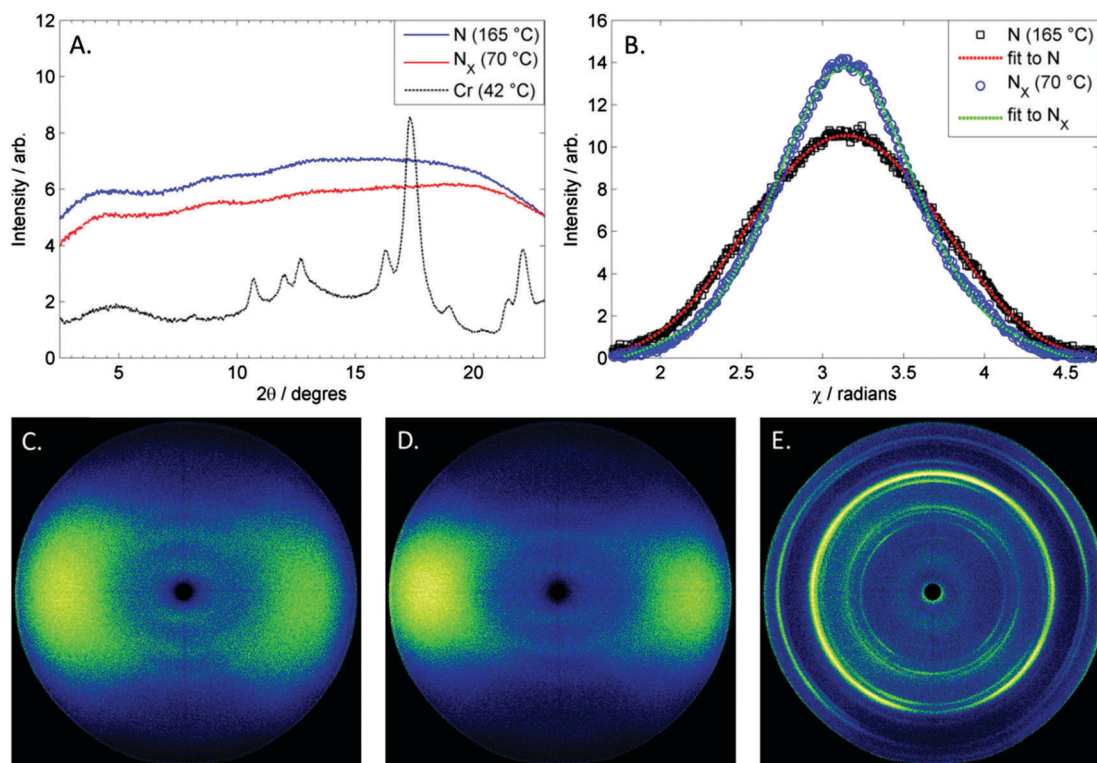 A.
N (165 °C)
N_X (70 °C)
Cr (42 °C)
Intensity / arb.
12
10
8
6
4
2
0
5
10
15
20
2θ / degres
B.
N (165 °C)
fit to N
N_X (70 °C)
fit to N_X
Intensity / arb.
16
14
12
10
8
6
4
2
0
2
2.5
3
3.5
4
4.5
χ / radians
C.
D.
E.